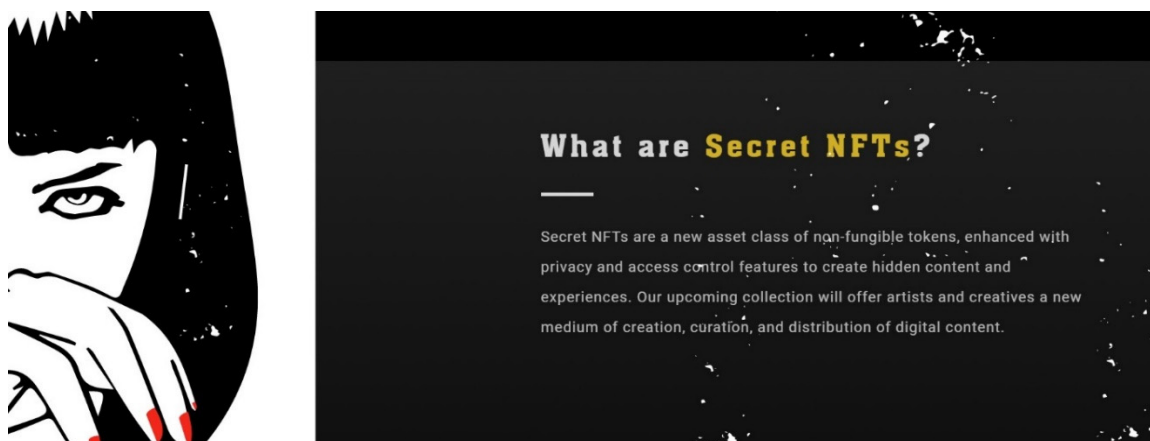 What are Secret NFTs?
Secret NFTs are a new asset class of non-fungible tokens, enhanced with
privacy and access control features to create hidden content and
experiences. Our upcoming collection will offer artists and creatives a new
medium of creation, curation, and distribution of digital content.